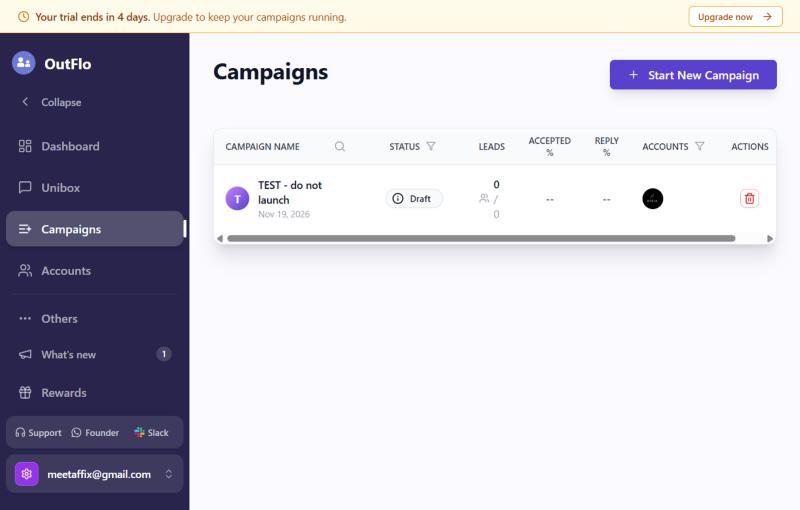 Your trial ends in 4 days. Upgrade to keep your campaigns running.
Upgrade now
OutFlo
Collapse
Dashboard
Unibox
Campaigns
Accounts
Others
What's new 1
Rewards
Support Founder Slack
meetaffix@gmail.com
Campaigns
+ Start New Campaign
CAMPAIGN NAME STATUS LEADS ACCEPTED % REPLY % ACCOUNTS ACTIONS
T
TEST - do not
launch
Nov 19, 2026
Draft
0
/
0
--
--